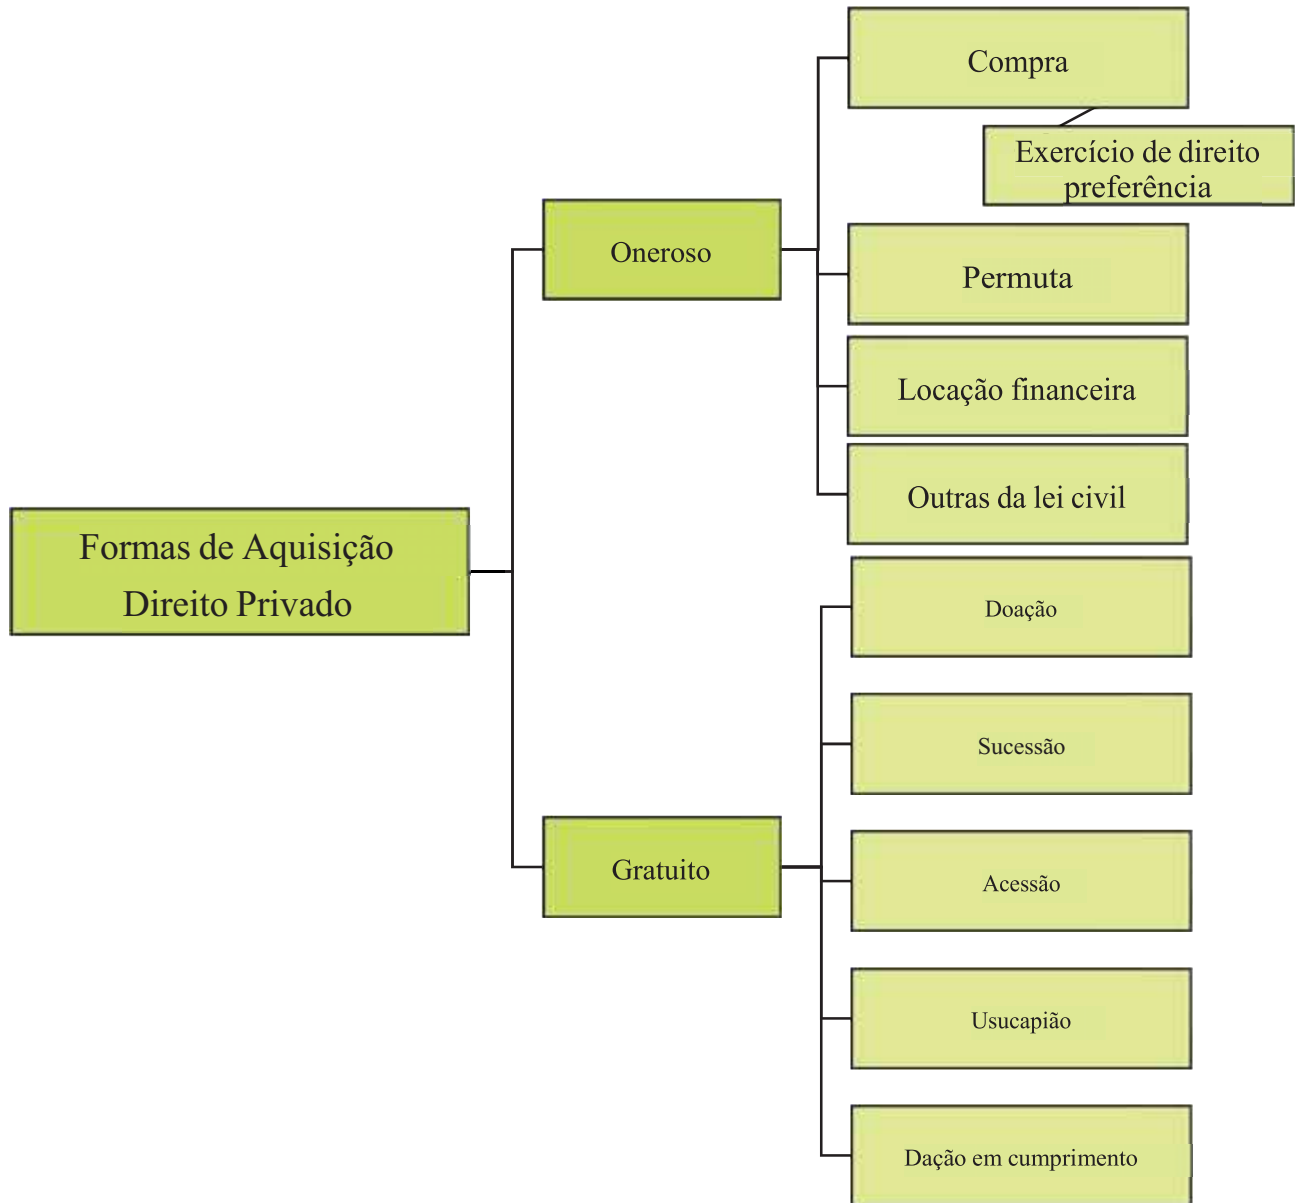 Compra
Exercício de direito
preferência
Oneroso
Permuta
Locação financeira
Outras da lei civil
Formas de Aquisição
Direito Privado
Doação
Sucessão
Gratuito
Acessão
Usucapião
Dação em cumprimento